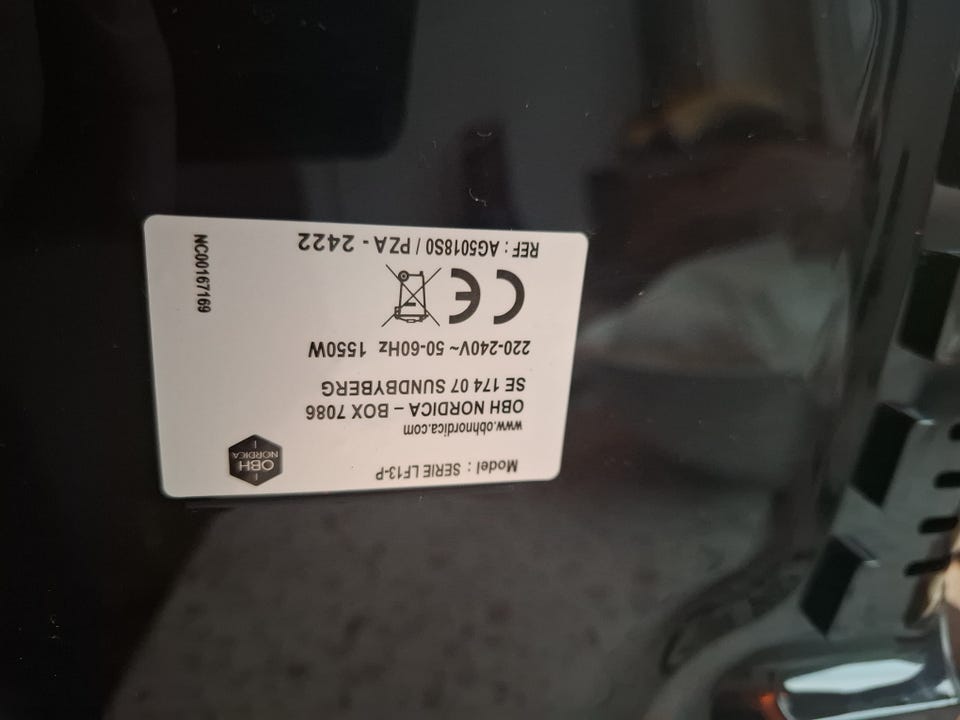 Model : SERIE LF13-P
www.obhnordica.com
OBH NORDICA – BOX 7086
SE 174 07 SUNDBYBERG
220-240V~ 50-60Hz 1550W
CE
REF : AG5018S0 / PZA - 2422
OBH
NORDICA
NC00167169